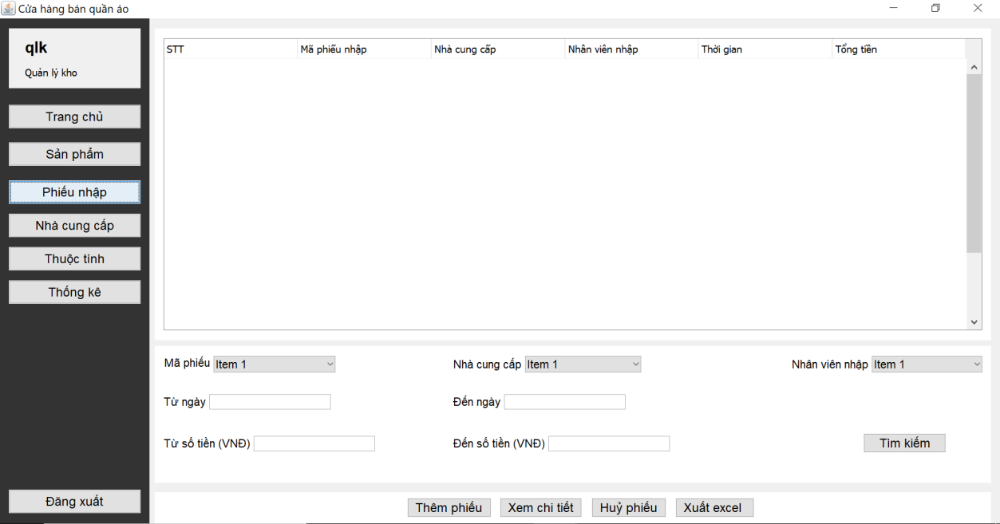 Cửa hàng bán quần áo
qlk
Quản lý kho
Trang chủ
Sản phẩm
Phiếu nhập
Nhà cung cấp
Thuộc tính
Thống kê
Đăng xuất
STT Mã phiếu nhập Nhà cung cấp Nhân viên nhập Thời gian Tổng tiền
Mã phiếu Item 1 Nhà cung cấp Item 1 Nhân viên nhập Item 1
Từ ngày Đến ngày
Từ số tiền (VNĐ) Đến số tiền (VNĐ) Tìm kiếm
Thêm phiếu Xem chi tiết Huỷ phiếu Xuất excel